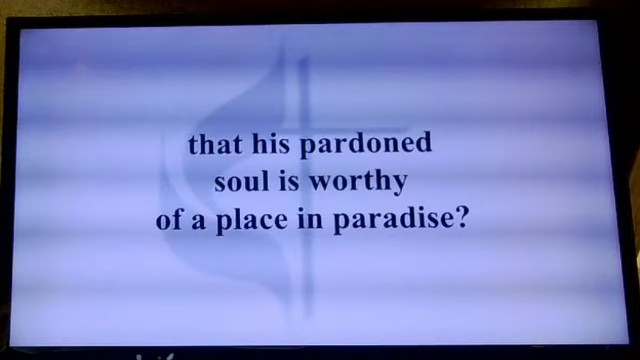 that his pardoned
soul is worthy
of a place in paradise?